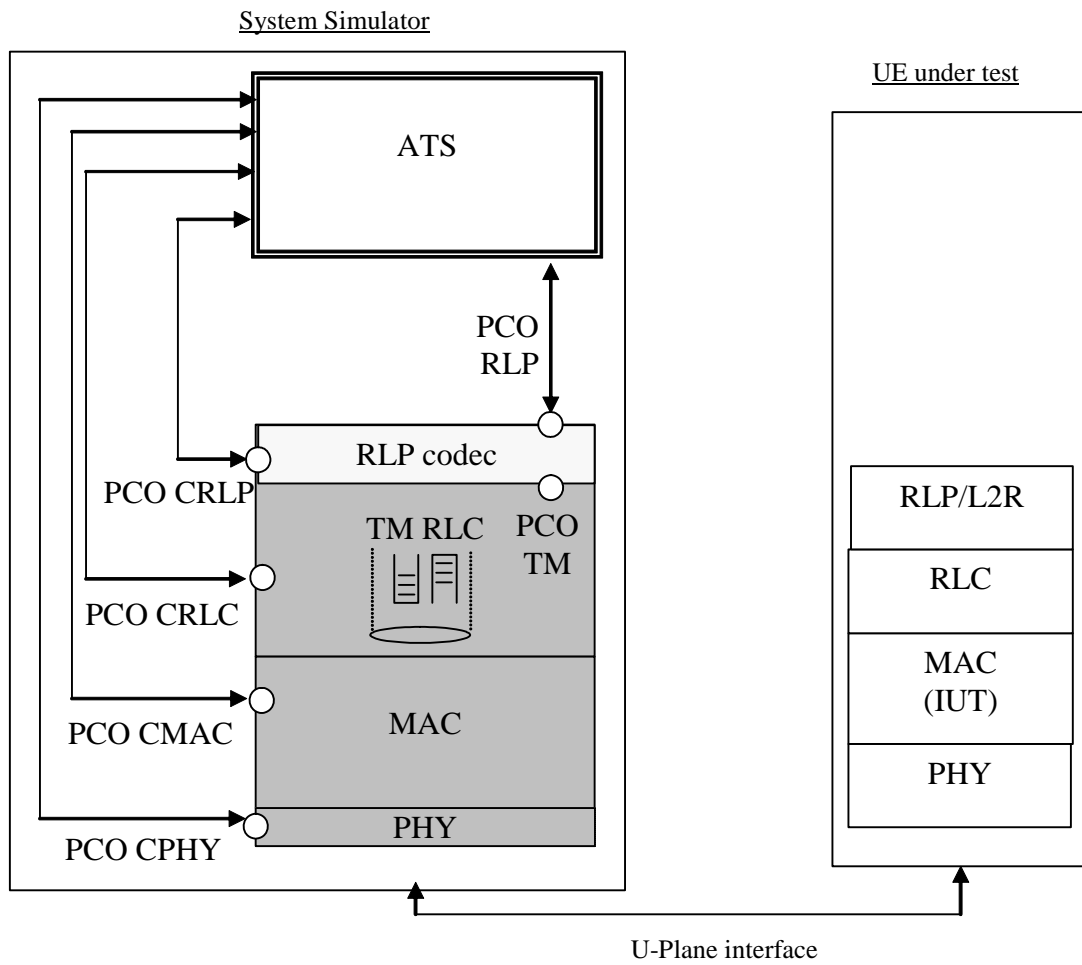 System Simulator
UE under test
ATS
PCO
RLP
RLP codec
PCO CRLP
TM RLC
PCO
TM
PCO CRLC
MAC
PCO CMAC
PHY
PCO CPHY
RLP/L2R
RLC
MAC
(IUT)
PHY
U-Plane interface